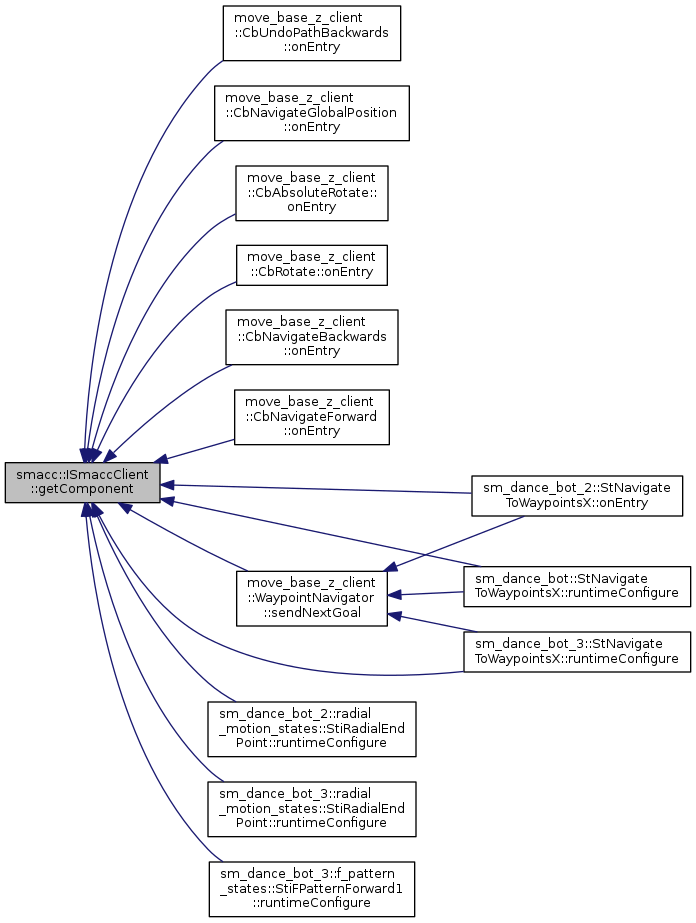 move_base_z_client
::CbUndoPathBackwards
::onEntry
move_base_z_client
::CbNavigateGlobalPosition
::onEntry
move_base_z_client
::CbAbsoluteRotate::
onEntry
move_base_z_client
::CbRotate::onEntry
move_base_z_client
::CbNavigateBackwards
::onEntry
move_base_z_client
::CbNavigateForward
::onEntry
smacc::ISmaccClient
::getComponent
sm_dance_bot_2::StNavigate
ToWaypointsX::onEntry
move_base_z_client
::WaypointNavigator
::sendNextGoal
sm_dance_bot::StNavigate
ToWaypointsX::runtimeConfigure
sm_dance_bot_3::StNavigate
ToWaypointsX::runtimeConfigure
sm_dance_bot_2::radial
_motion_states::StiRadialEnd
Point::runtimeConfigure
sm_dance_bot_3::radial
_motion_states::StiRadialEnd
Point::runtimeConfigure
sm_dance_bot_3::f_pattern
_states::StiFPatternForward1
::runtimeConfigure